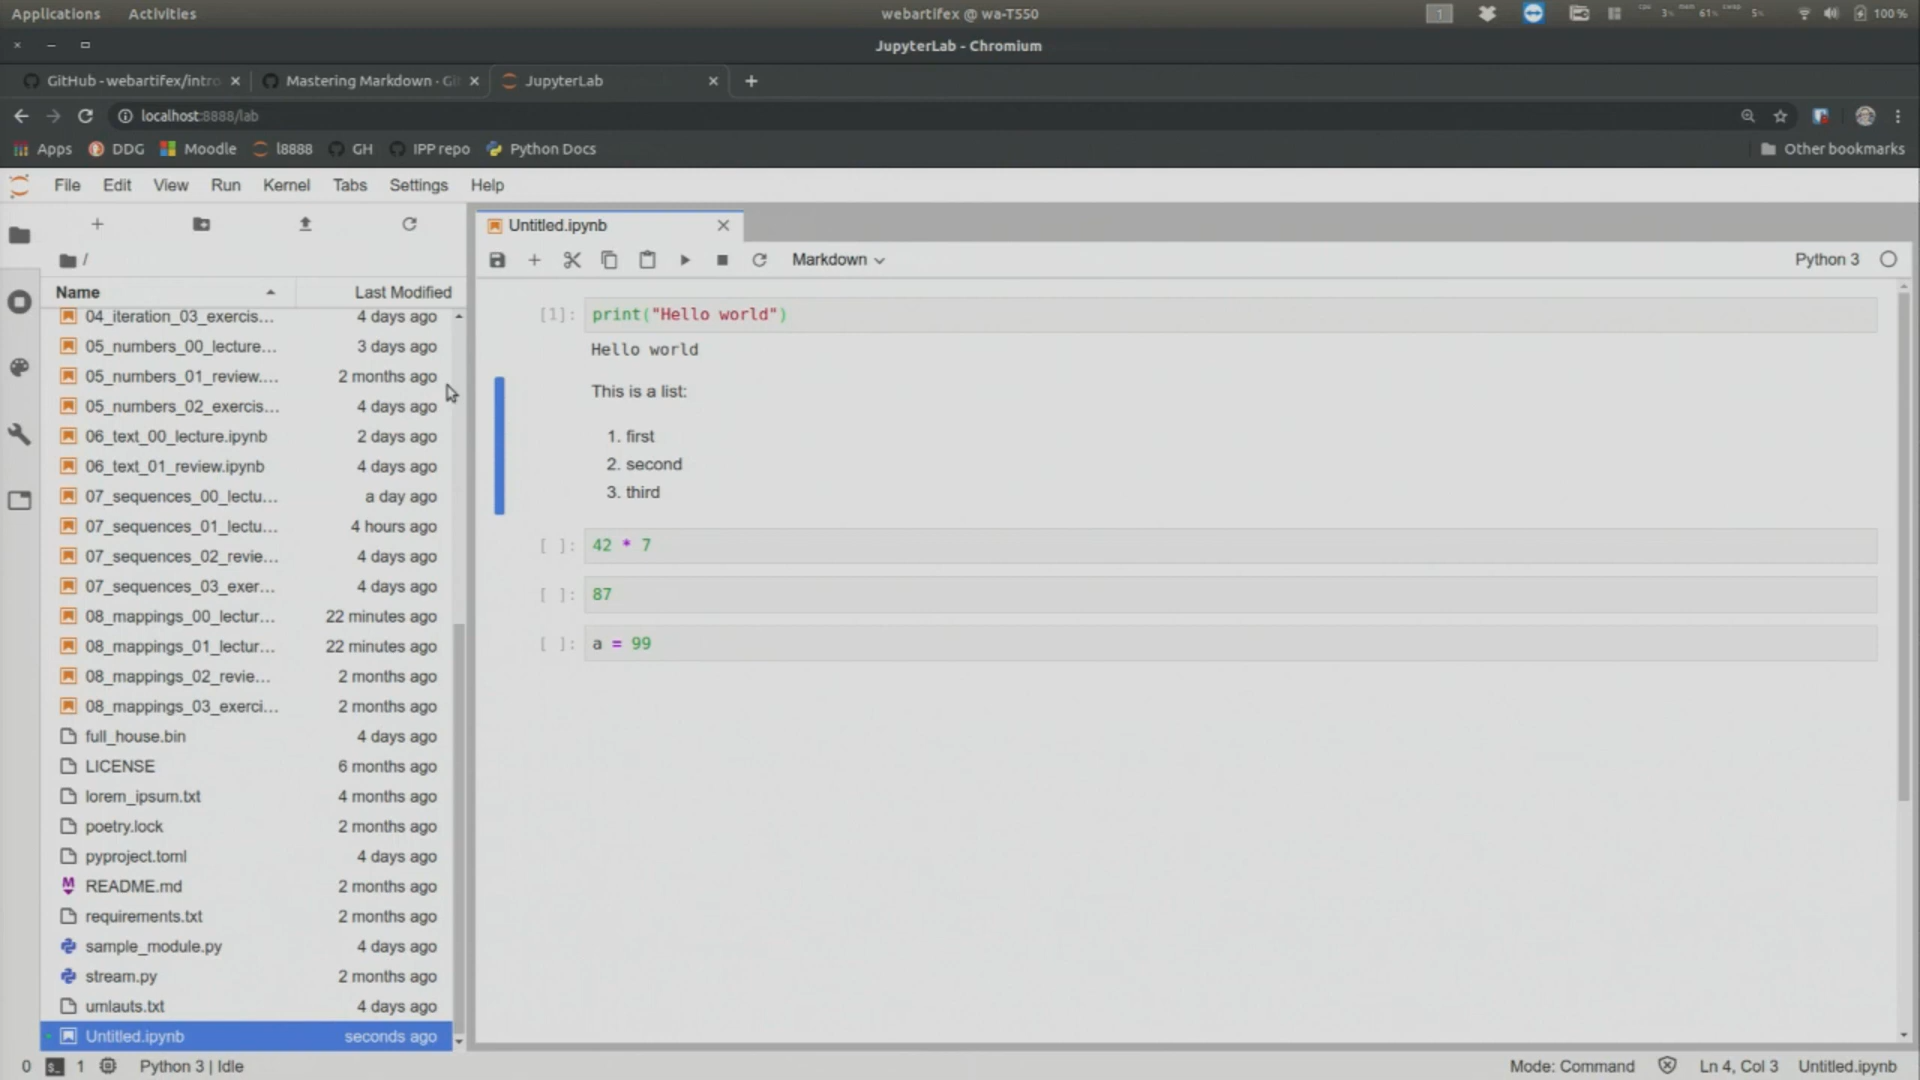 Applications Activities webartifex @ wa-T550 1 3% 61% 5% 100 %
JupyterLab - Chromium
GitHub - webartifex/intro Mastering Markdown · Gi JupyterLab
localhost:8888/lab
Apps DDG Moodle l8888 GH IPP repo Python Docs Other bookmarks
File Edit View Run Kernel Tabs Settings Help
Untitled.ipynb
/
Markdown Python 3
Name Last Modified
04_iteration_03_exercis... 4 days ago
05_numbers_00_lecture... 3 days ago
05_numbers_01_review.... 2 months ago
05_numbers_02_exercis... 4 days ago
06_text_00_lecture.ipynb 2 days ago
06_text_01_review.ipynb 4 days ago
07_sequences_00_lectu... a day ago
07_sequences_01_lectu... 4 hours ago
07_sequences_02_revie... 4 days ago
07_sequences_03_exer... 4 days ago
08_mappings_00_lectur... 22 minutes ago
08_mappings_01_lectur... 22 minutes ago
08_mappings_02_revie... 2 months ago
08_mappings_03_exerci... 2 months ago
full_house.bin 4 days ago
LICENSE 6 months ago
lorem_ipsum.txt 4 months ago
poetry.lock 2 months ago
pyproject.toml 4 days ago
README.md 2 months ago
requirements.txt 2 months ago
sample_module.py 4 days ago
stream.py 2 months ago
umlauts.txt 4 days ago
Untitled.ipynb seconds ago
[1]: print("Hello world")
Hello world
This is a list:
1. first
2. second
3. third
[ ]: 42 * 7
[ ]: 87
[ ]: a = 99
0 1 Python 3 | Idle Mode: Command Ln 4, Col 3 Untitled.ipynb